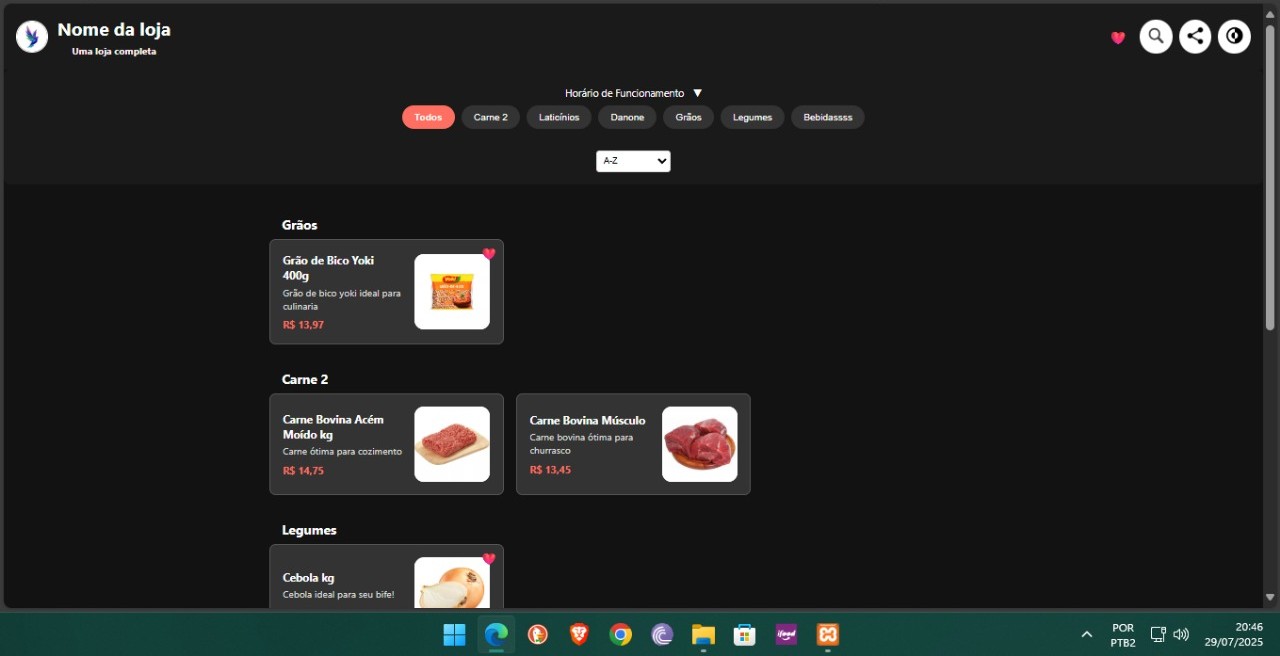 Nome da loja
Uma loja completa
Horário de Funcionamento ▼
Todos
Carne 2
Laticínios
Danone
Grãos
Legumes
Bebidassss
A-Z
Grãos
Grão de Bico Yoki
400g
Grão de bico yoki ideal para
culinaria
R$ 13,97
Carne 2
Carne Bovina Acém
Moído kg
Carne ótima para cozimento
R$ 14,75
Carne Bovina Músculo
Carne bovina ótima para
churrasco
R$ 13,45
Legumes
Cebola kg
Cebola ideal para seu bife!
ifood
POR
PTB2
20:46
29/07/2025